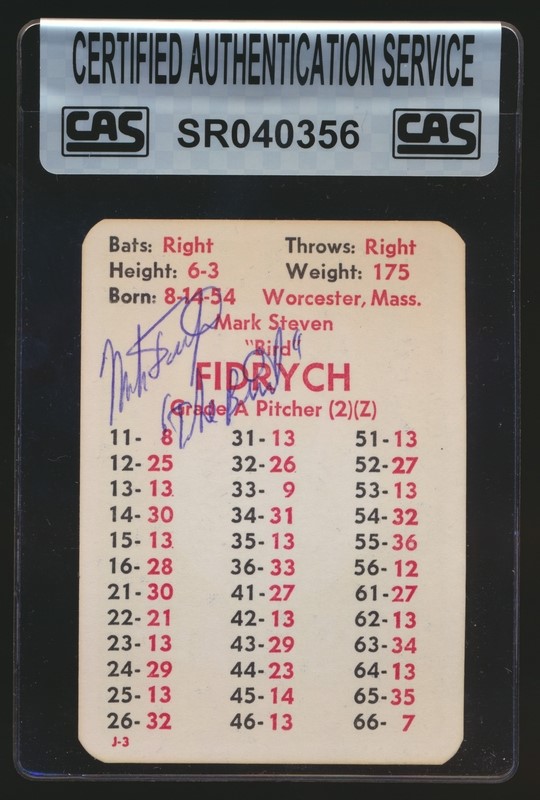 CERTIFIED AUTHENTICATION SERVICE
CAS SR040356 CAS
Bats: Right Throws: Right
Height: 6-3 Weight: 175
Born: 8-14-54 Worcester, Mass.
Mark Steven
"Bird"
FIDRYCH
Grade A Pitcher (2)(Z)
Mark Fidrych
"The Bird"
11- 8 31-13 51-13
12-25 32-26 52-27
13-13 33- 9 53-13
14-30 34-31 54-32
15-13 35-13 55-36
16-28 36-33 56-12
21-30 41-27 61-27
22-21 42-13 62-13
23-13 43-29 63-34
24-29 44-23 64-13
25-13 45-14 65-35
26-32 46-13 66- 7
J-3